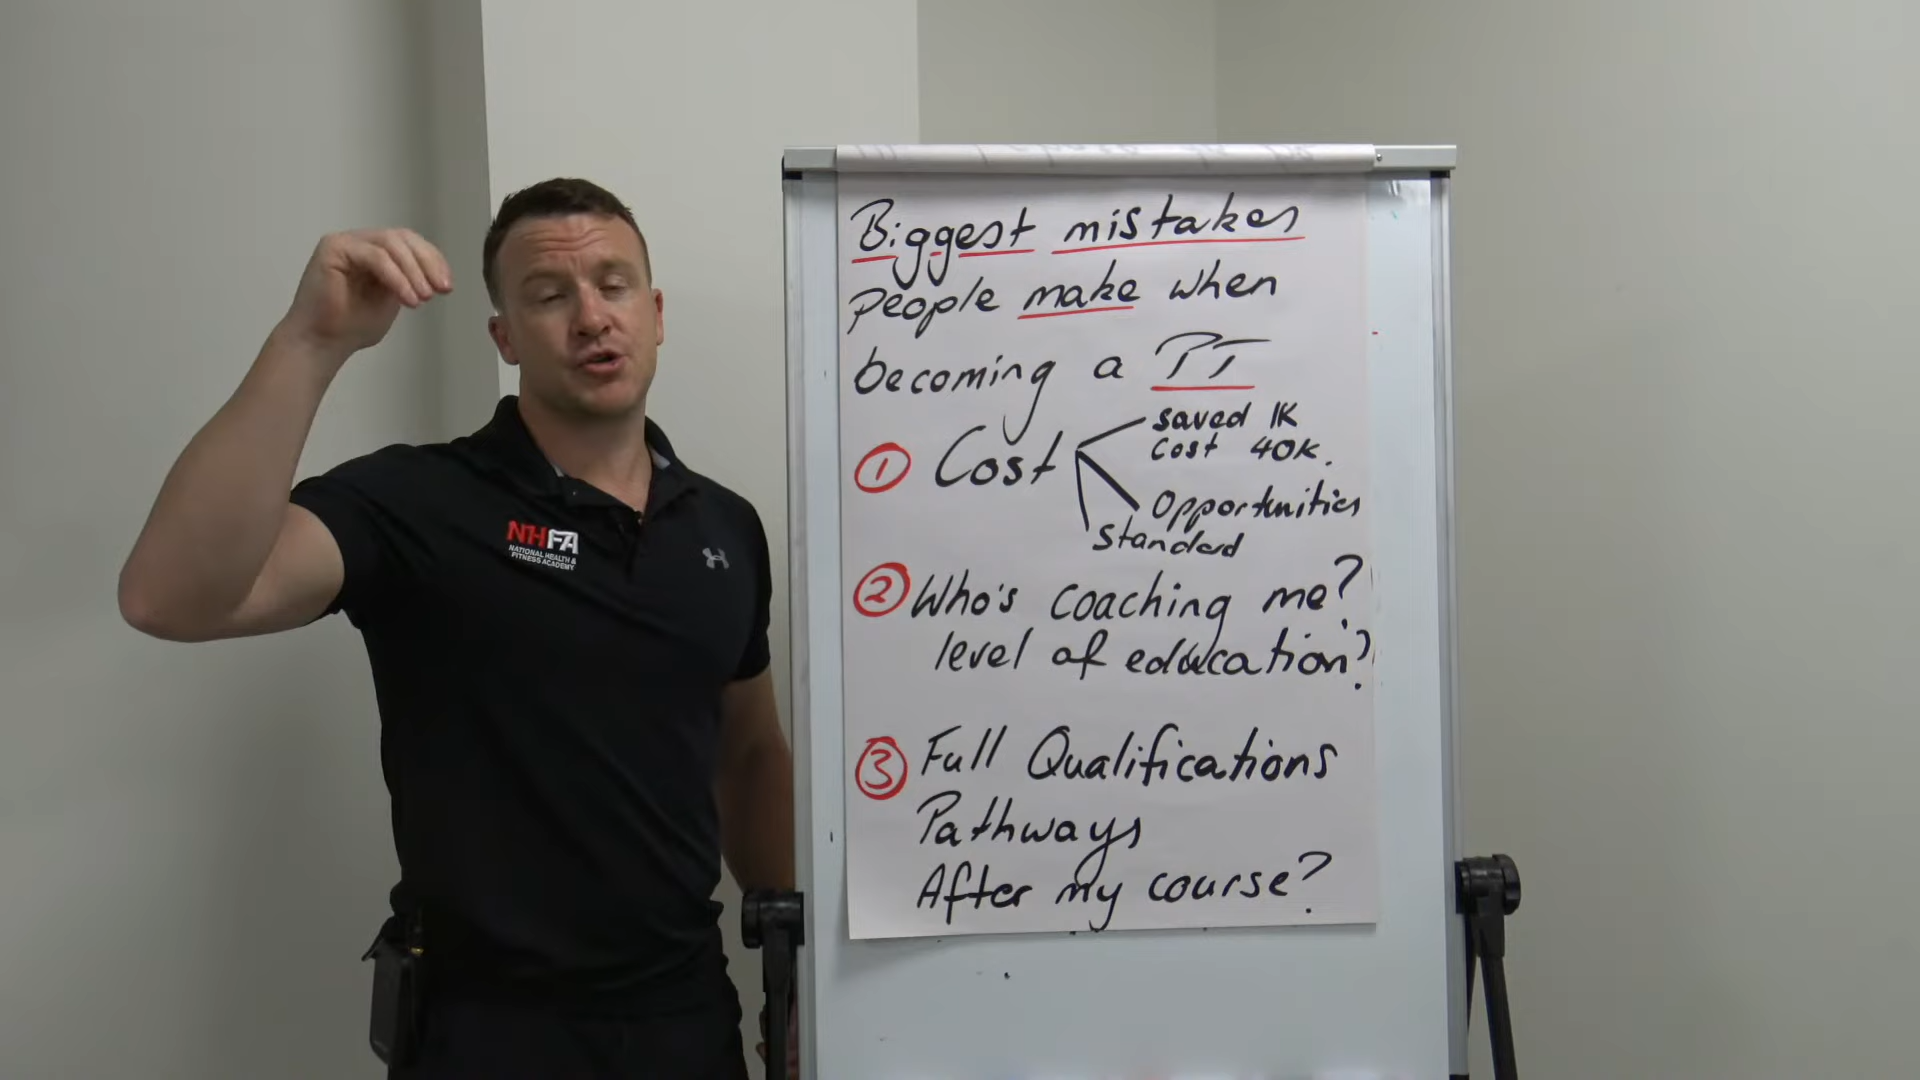 Biggest mistakes
People make when
becoming a PT
1 Cost
saved 1K
Cost 40K.
Opportunities
Standard
2 Who's coaching me?
level of education?
3 Full Qualifications
Pathways
After my course?
NHFA
NATIONAL HEALTH &
FITNESS ACADEMY